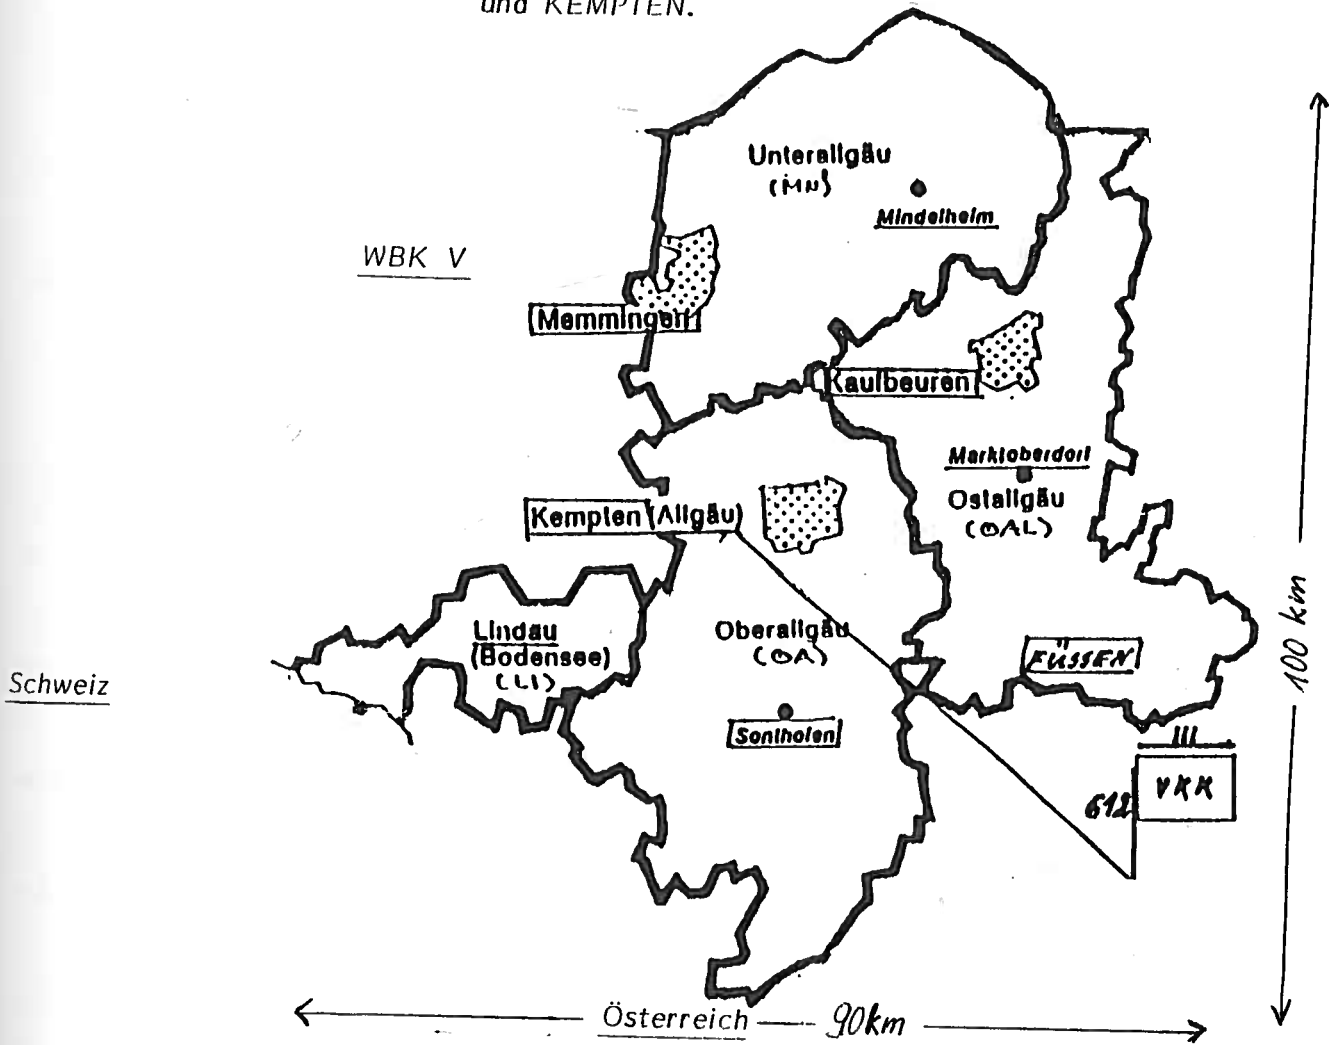 und KEMPTEN.
Unterallgäu
(MN)
Mindelheim
WBK V
Memmingen
Kaufbeuren
Marktoberdorf
Ostallgäu
(OAL)
Kempten (Allgäu)
Lindau
(Bodensee)
(LI)
Oberallgäu
(OA)
FÜSSEN
Schweiz
Sonthofen
III
612 VKK
100 km
Österreich 90km